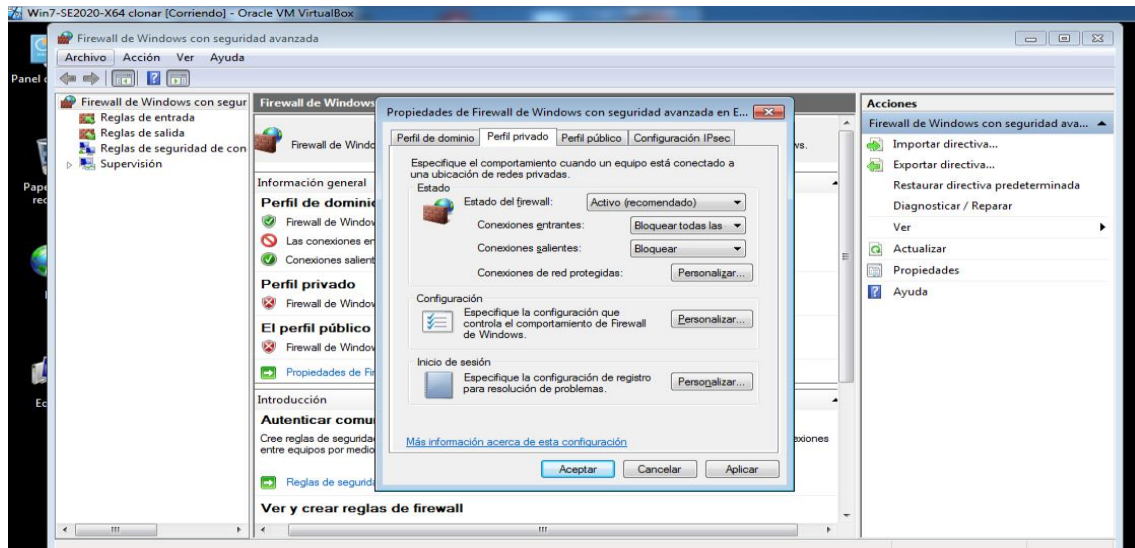 Win7-SE2020-X64 clonar [Corriendo] - Oracle VM VirtualBox
Firewall de Windows con seguridad avanzada
Archivo Acción Ver Ayuda
Panel
Firewall de Windows con segur
Reglas de entrada
Reglas de salida
Reglas de seguridad de con
Supervisión
Firewall de Windows
Firewall de Windo
vs.
Información general
Perfil de dominio
Firewall de Window
Las conexiones en
Conexiones salient
Perfil privado
Firewall de Window
El perfil público
Firewall de Window
Propiedades de Fi
Introducción
Autenticar comu
Cree reglas de segurida
exiones
entre equipos por medio
Reglas de segurida
Ver y crear reglas de firewall
Propiedades de Firewall de Windows con seguridad avanzada en E...
Perfil de dominio Perfil privado Perfil público Configuración IPsec
Especifique el comportamiento cuando un equipo está conectado a
una ubicación de redes privadas.
Estado
Estado del firewall: Activo (recomendado)
Conexiones entrantes: Bloquear todas las
Conexiones salientes: Bloquear
Conexiones de red protegidas: Personalizar...
Configuración
Especifique la configuración que
controla el comportamiento de Firewall
de Windows.
Personalizar...
Inicio de sesión
Especifique la configuración de registro
para resolución de problemas.
Personalizar...
Más información acerca de esta configuración
Aceptar Cancelar Aplicar
Acciones
Firewall de Windows con seguridad ava...
Importar directiva...
Exportar directiva...
Restaurar directiva predeterminada
Diagnosticar / Reparar
Ver
Actualizar
Propiedades
Ayuda
Pape
rec
Ec